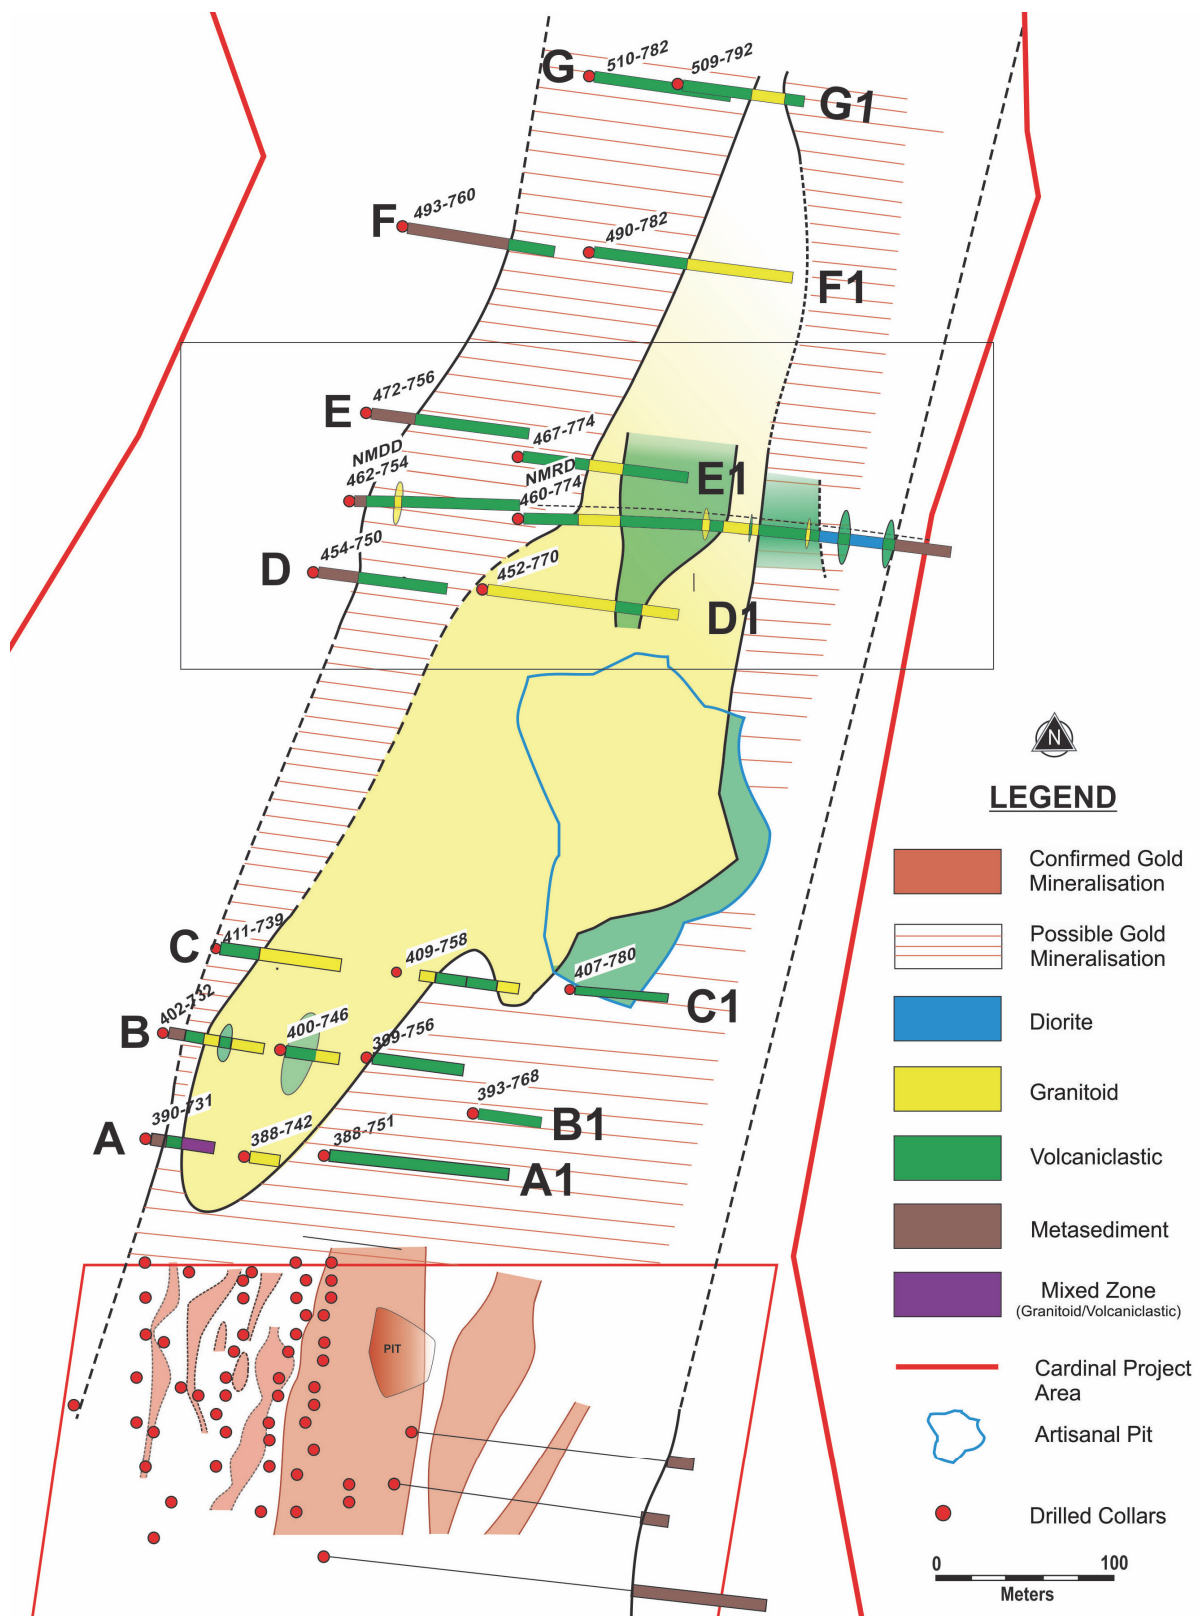 G
510-782
509-792
G1
F
493-760
490-782
F1
E
472-756
467-774
E1
NMDD
462-754
NMRD
460-774
D
454-750
452-770
D1
C
411-739
409-758
407-780
C1
B
402-732
400-746
399-756
393-768
B1
A
390-731
388-742
388-751
A1
PIT
N
LEGEND
Confirmed Gold
Mineralisation
Possible Gold
Mineralisation
Diorite
Granitoid
Volcaniclastic
Metasediment
Mixed Zone
(Granitoid/Volcaniclastic)
Cardinal Project
Area
Artisanal Pit
Drilled Collars
0 100
Meters